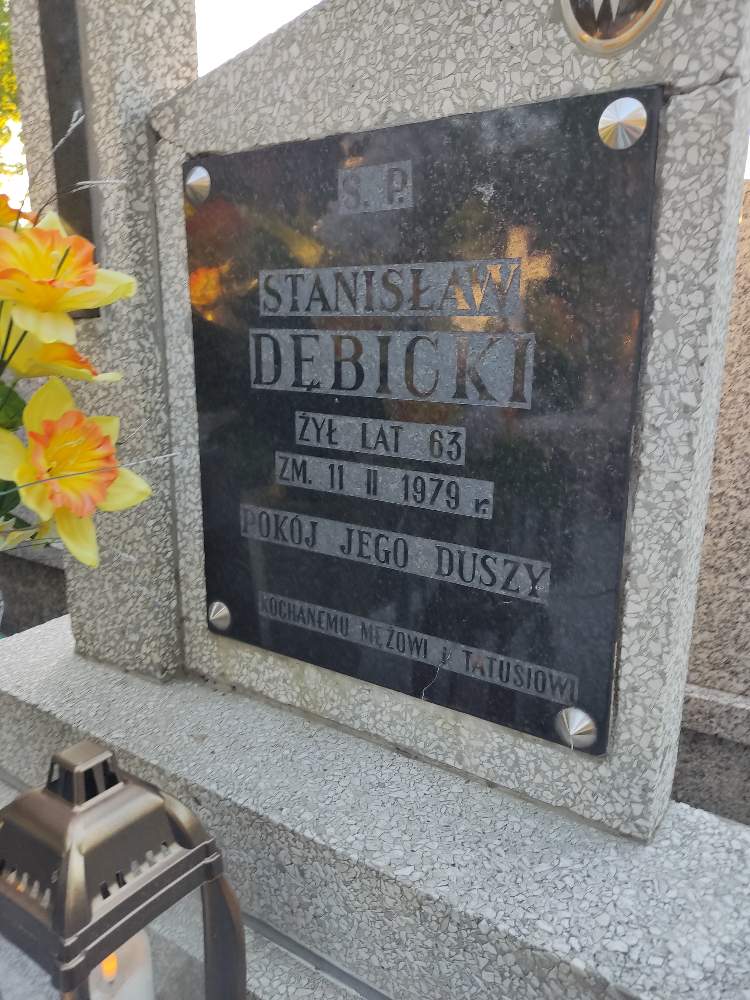 S. P.
STANISŁAW
DĘBICKI
ŻYŁ LAT 63
ZM. 11 II 1979 r.
POKÓJ JEGO DUSZY
KOCHANEMU MĘŻOWI i TATUSIOWI